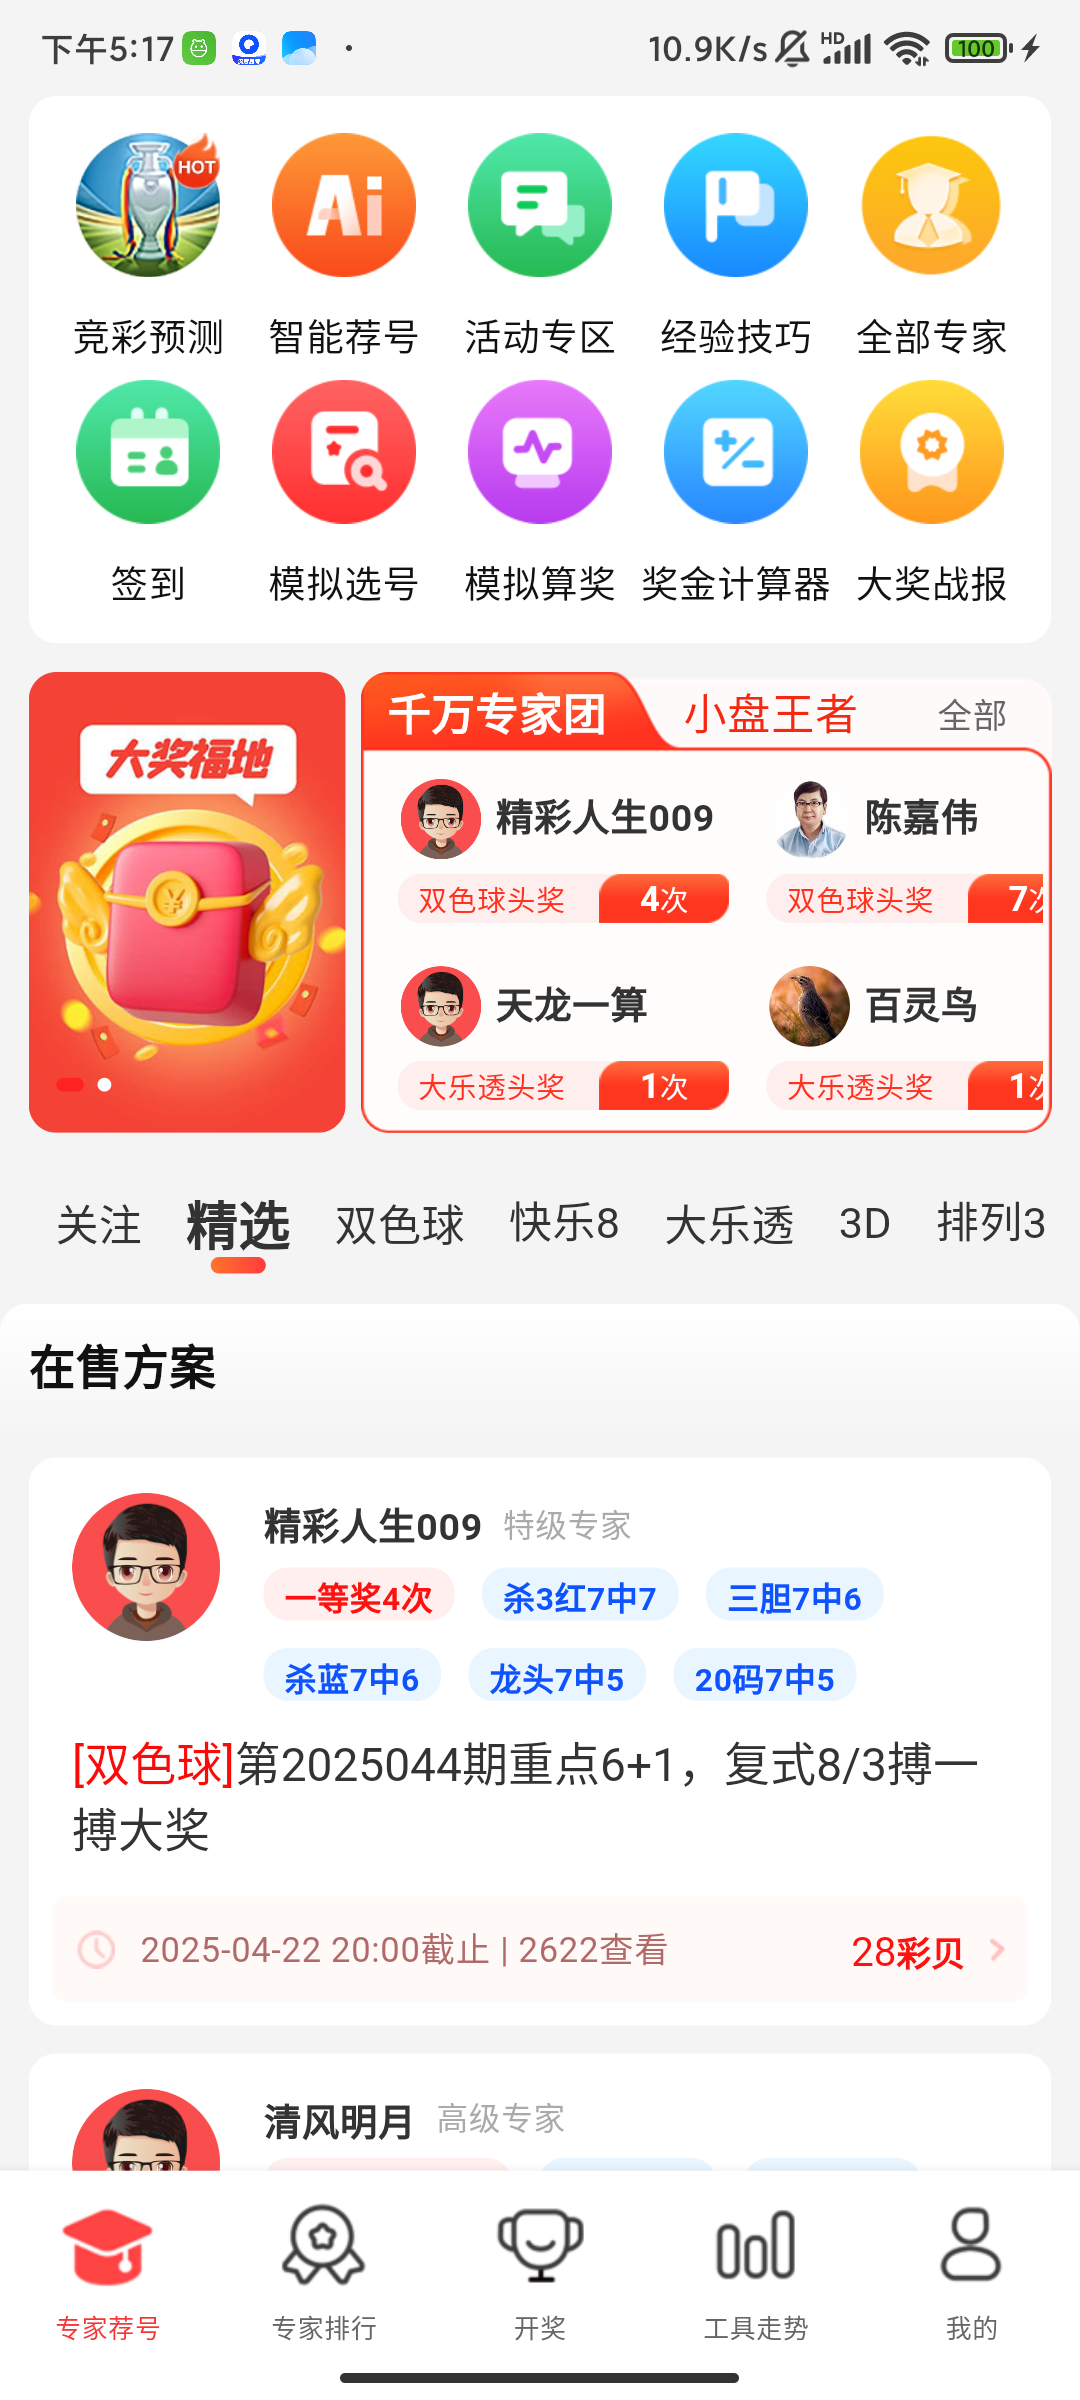 下午5:17
10.9K/s HD 100
HOT
Ai
竞彩预测 智能荐号 活动专区 经验技巧 全部专家
签到 模拟选号 模拟算奖 奖金计算器 大奖战报
大奖福地
千万专家团 小盘王者 全部
精彩人生009 陈嘉伟
双色球头奖 4次 双色球头奖 7次
天龙一算 百灵鸟
大乐透头奖 1次 大乐透头奖 1次
关注 精选 双色球 快乐8 大乐透 3D 排列3
在售方案
精彩人生009 特级专家
一等奖4次 杀3红7中7 三胆7中6
杀蓝7中6 龙头7中5 20码7中5
[双色球]第2025044期重点6+1，复式8/3搏一
搏大奖
2025-04-22 20:00截止 | 2622查看 28彩贝
清风明月 高级专家
专家荐号 专家排行 开奖 工具走势 我的